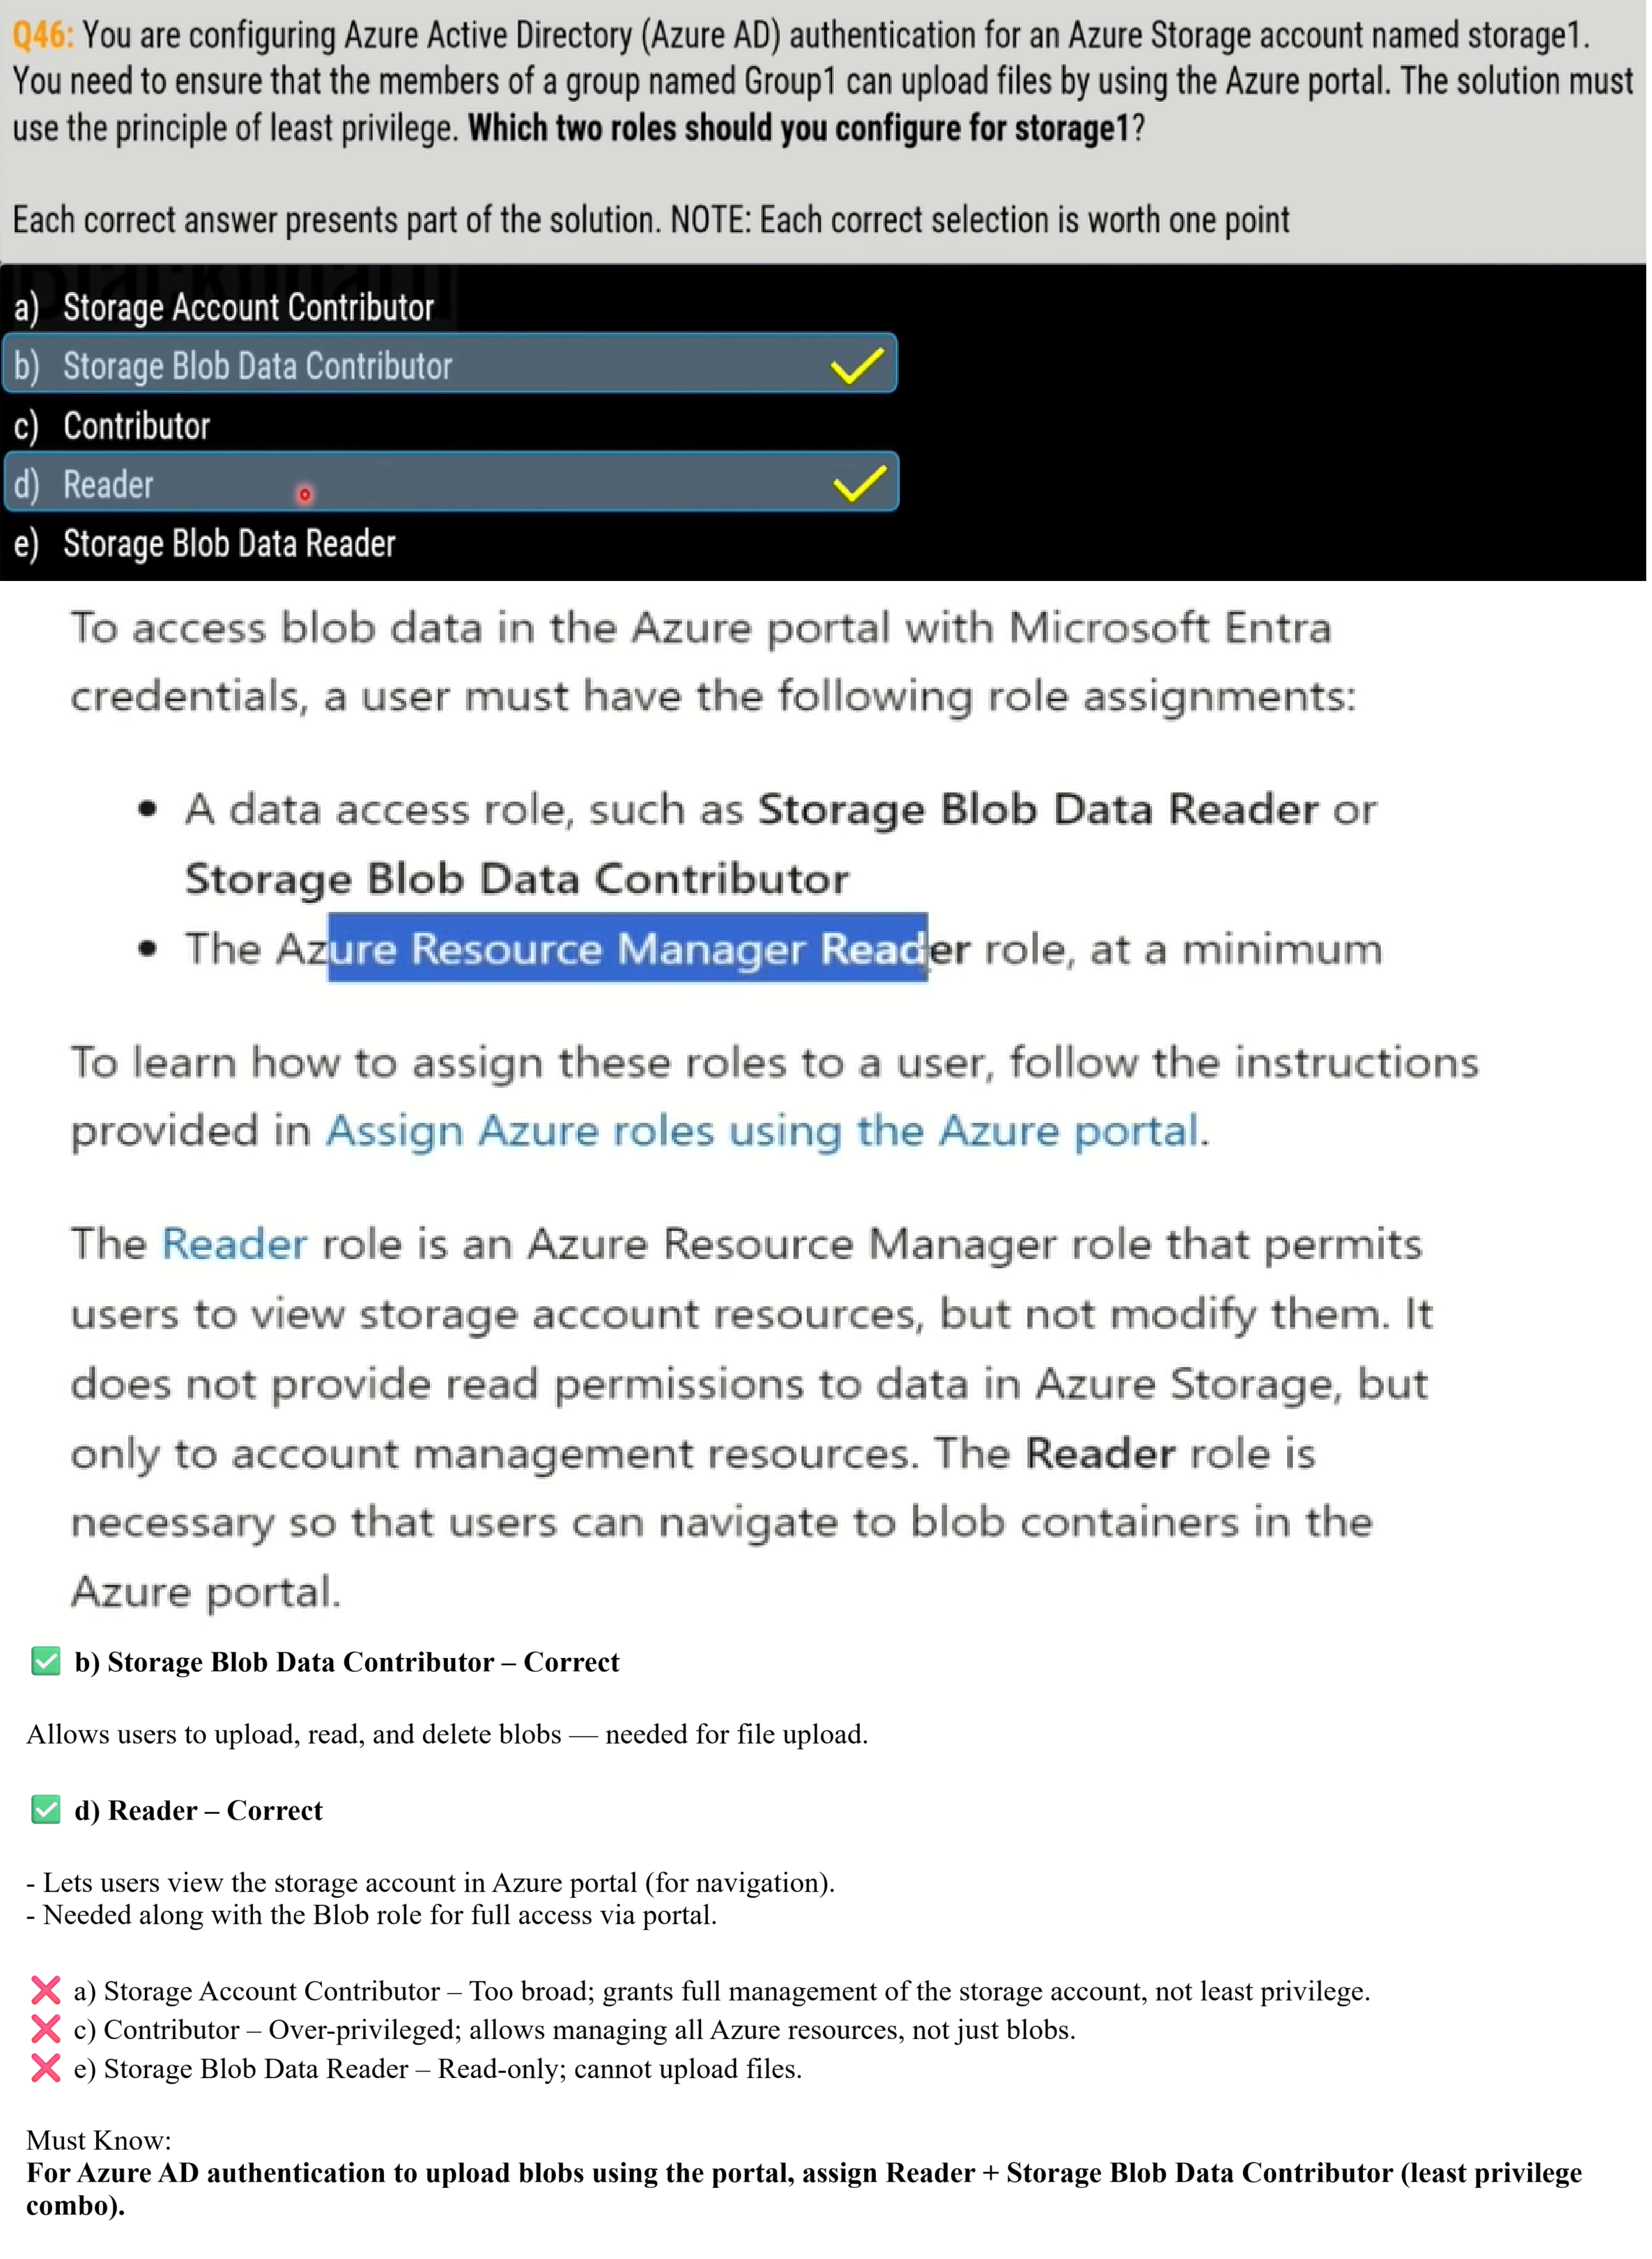 Q46: You are configuring Azure Active Directory (Azure AD) authentication for an Azure Storage account named storage1.
You need to ensure that the members of a group named Group1 can upload files by using the Azure portal. The solution must
use the principle of least privilege. Which two roles should you configure for storage1?
Each correct answer presents part of the solution. NOTE: Each correct selection is worth one point
a) Storage Account Contributor
b) Storage Blob Data Contributor
c) Contributor
d) Reader
e) Storage Blob Data Reader
To access blob data in the Azure portal with Microsoft Entra
credentials, a user must have the following role assignments:
• A data access role, such as Storage Blob Data Reader or
Storage Blob Data Contributor
• The Azure Resource Manager Reader role, at a minimum
To learn how to assign these roles to a user, follow the instructions
provided in Assign Azure roles using the Azure portal.
The Reader role is an Azure Resource Manager role that permits
users to view storage account resources, but not modify them. It
does not provide read permissions to data in Azure Storage, but
only to account management resources. The Reader role is
necessary so that users can navigate to blob containers in the
Azure portal.
✅ b) Storage Blob Data Contributor – Correct
Allows users to upload, read, and delete blobs — needed for file upload.
✅ d) Reader – Correct
- Lets users view the storage account in Azure portal (for navigation).
- Needed along with the Blob role for full access via portal.
❌ a) Storage Account Contributor – Too broad; grants full management of the storage account, not least privilege.
❌ c) Contributor – Over-privileged; allows managing all Azure resources, not just blobs.
❌ e) Storage Blob Data Reader – Read-only; cannot upload files.
Must Know:
For Azure AD authentication to upload blobs using the portal, assign Reader + Storage Blob Data Contributor (least privilege
combo).